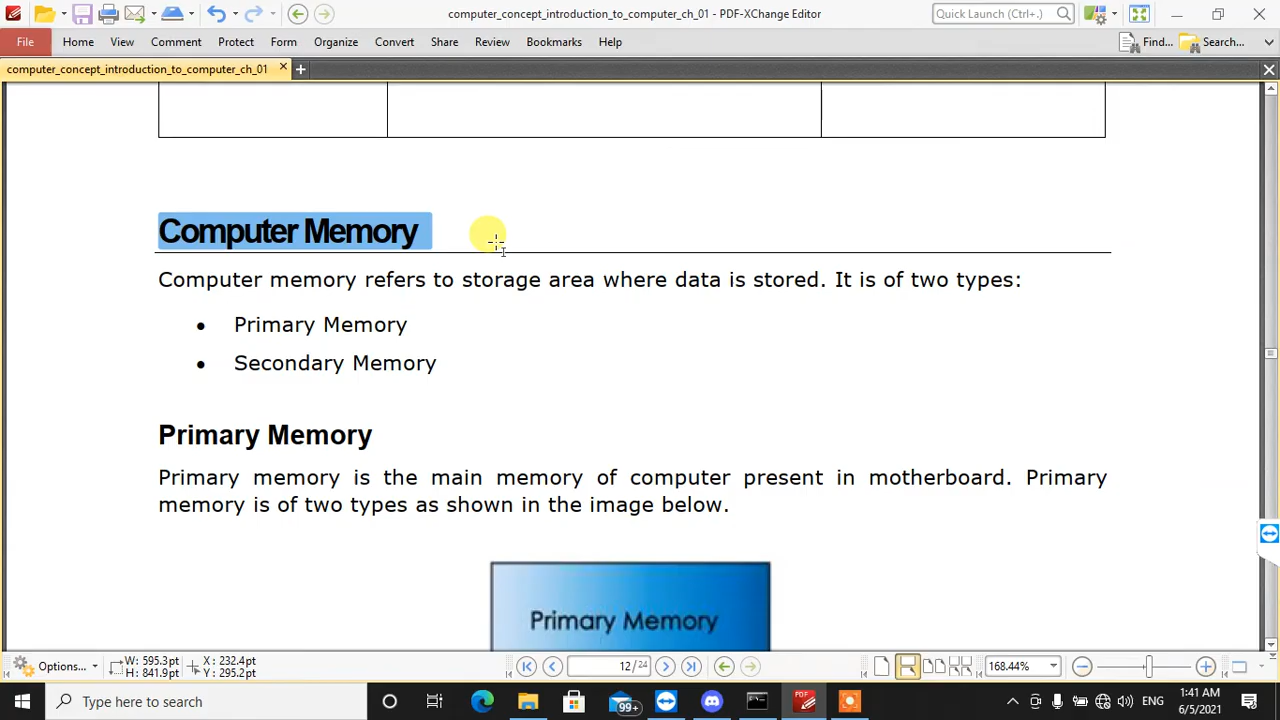 computer_concept_introduction_to_computer_ch_01 - PDF-XChange Edi
Quick Launch (Ctrl+.)
File Home View Comment Protect Form Organize Convert Share Review Bookmarks Help Find... Search...
computer_concept_introduction_to_computer_ch_01
Computer Memory
Computer memory refers to storage area where data is stored. It is of two types:
• Primary Memory
• Secondary Memory
Primary Memory
Primary memory is the main memory of computer present in motherboard. Primary
memory is of two types as shown in the image below.
Primary Memory
Options... W: 595.3pt X: 232.4pt 12/24 168.44%
H: 841.9pt Y: 295.2pt
Type here to search 99+ PDF ENG 1:41 AM
6/5/2021